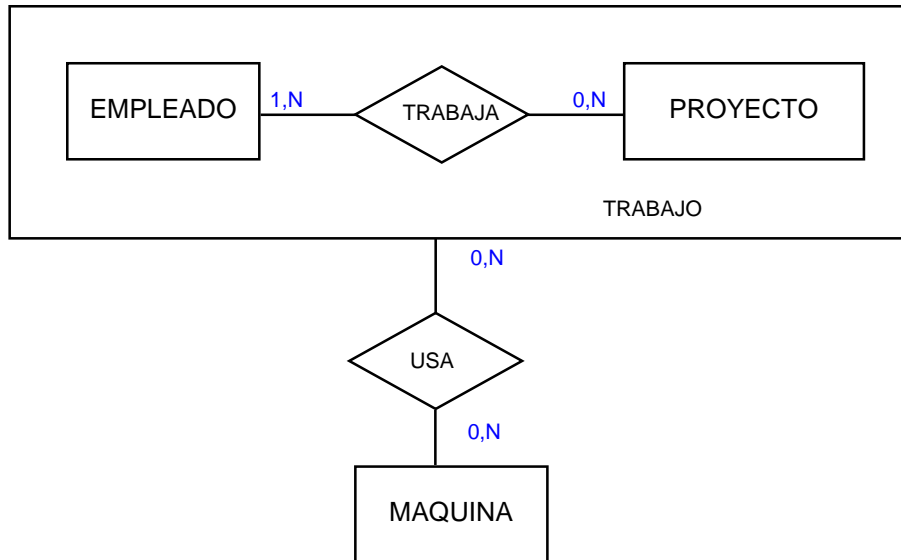 EMPLEADO
1,N
TRABAJA
0,N
PROYECTO
TRABAJO
0,N
USA
0,N
MAQUINA